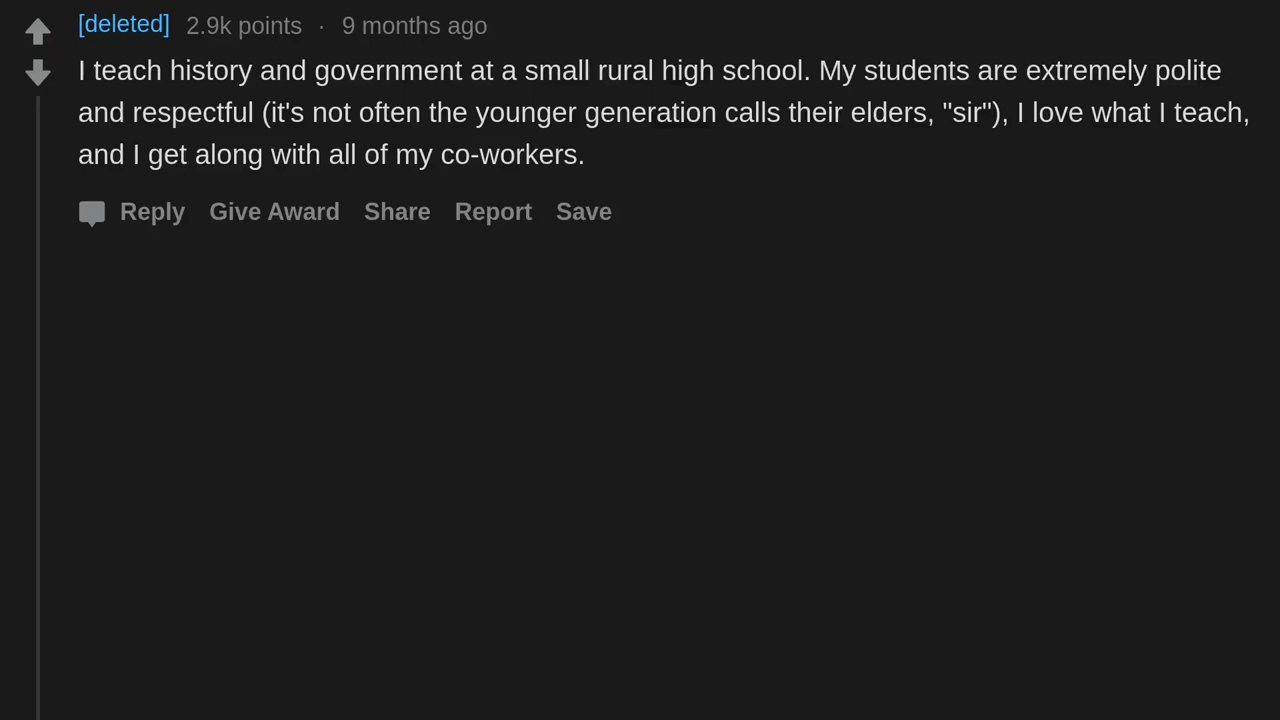 [deleted] 2.9k points · 9 months ago
I teach history and government at a small rural high school. My students are extremely polite
and respectful (it's not often the younger generation calls their elders, "sir"), I love what I teach,
and I get along with all of my co-workers.
Reply Give Award Share Report Save